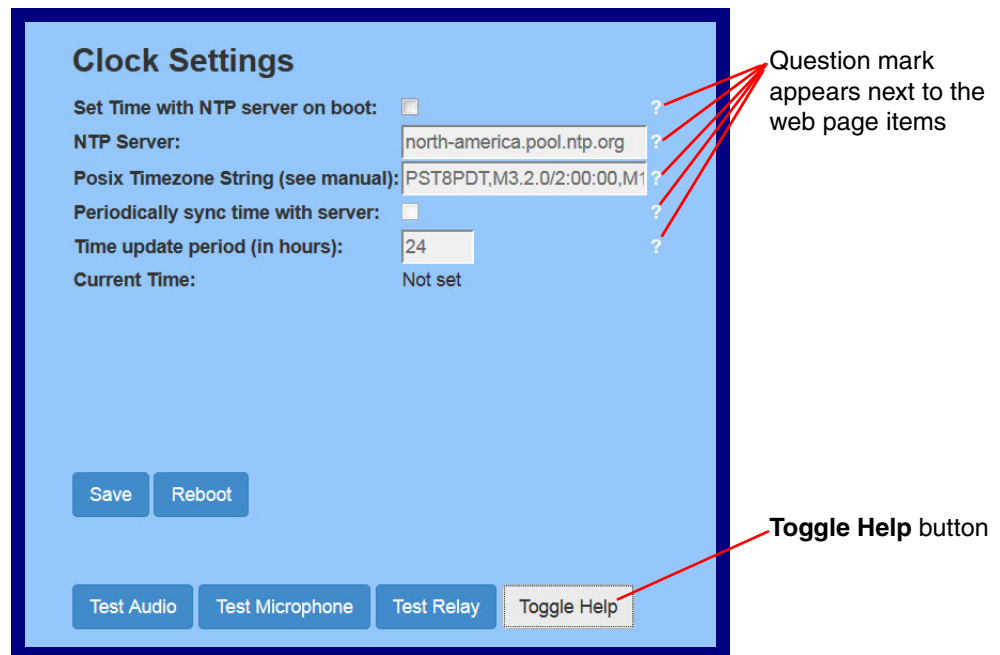 Clock Settings
Set Time with NTP server on boot: ?
NTP Server: north-america.pool.ntp.org ?
Posix Timezone String (see manual): PST8PDT,M3.2.0/2:00:00,M1 ?
Periodically sync time with server: ?
Time update period (in hours): 24 ?
Current Time: Not set
Save Reboot
Test Audio Test Microphone Test Relay Toggle Help
Question mark
appears next to the
web page items
Toggle Help button